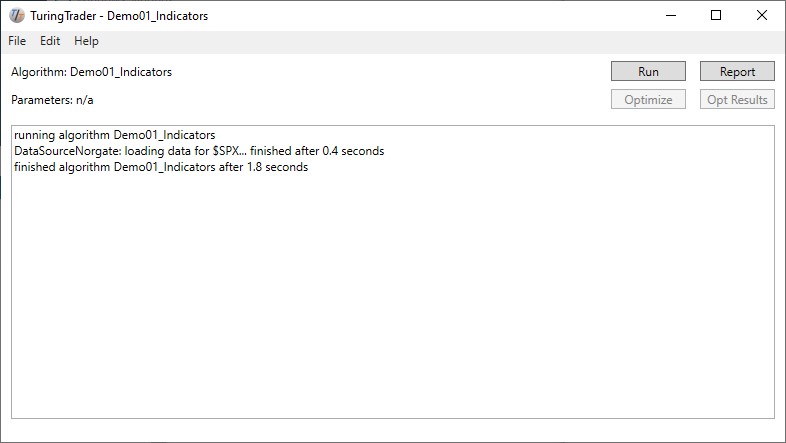 TuringTrader - Demo01_Indicators
File Edit Help
Algorithm: Demo01_Indicators
Run Report
Parameters: n/a
Optimize Opt Results
running algorithm Demo01_Indicators
DataSourceNorgate: loading data for $SPX... finished after 0.4 seconds
finished algorithm Demo01_Indicators after 1.8 seconds